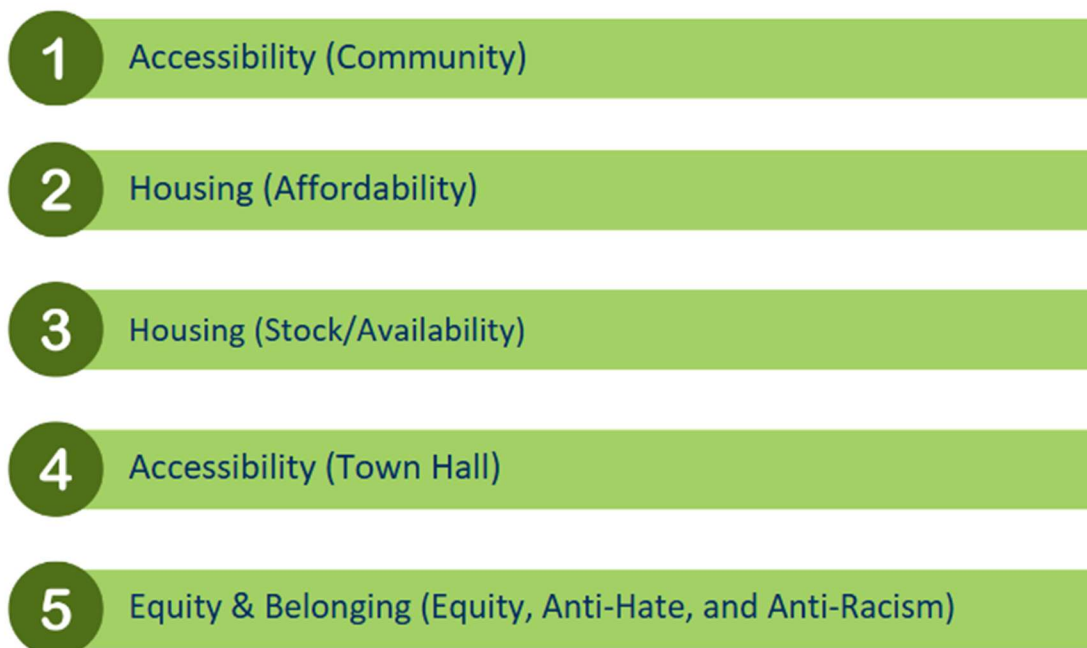 1 Accessibility (Community)
2 Housing (Affordability)
3 Housing (Stock/Availability)
4 Accessibility (Town Hall)
5 Equity & Belonging (Equity, Anti-Hate, and Anti-Racism)